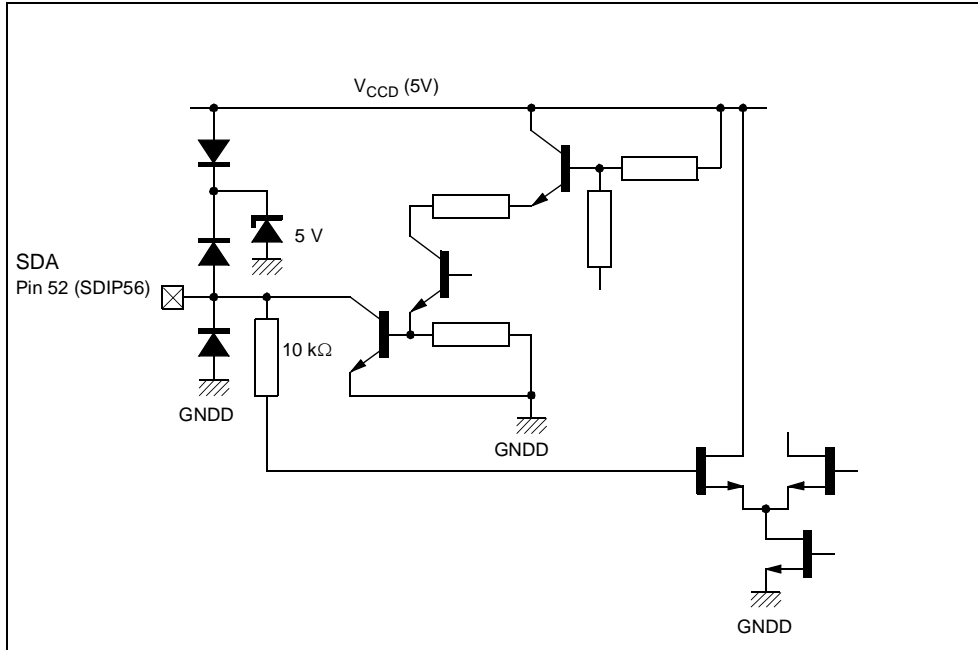 V_CCD (5V)
5 V
SDA
Pin 52 (SDIP56)
10 kΩ
GNDD
GNDD
GNDD